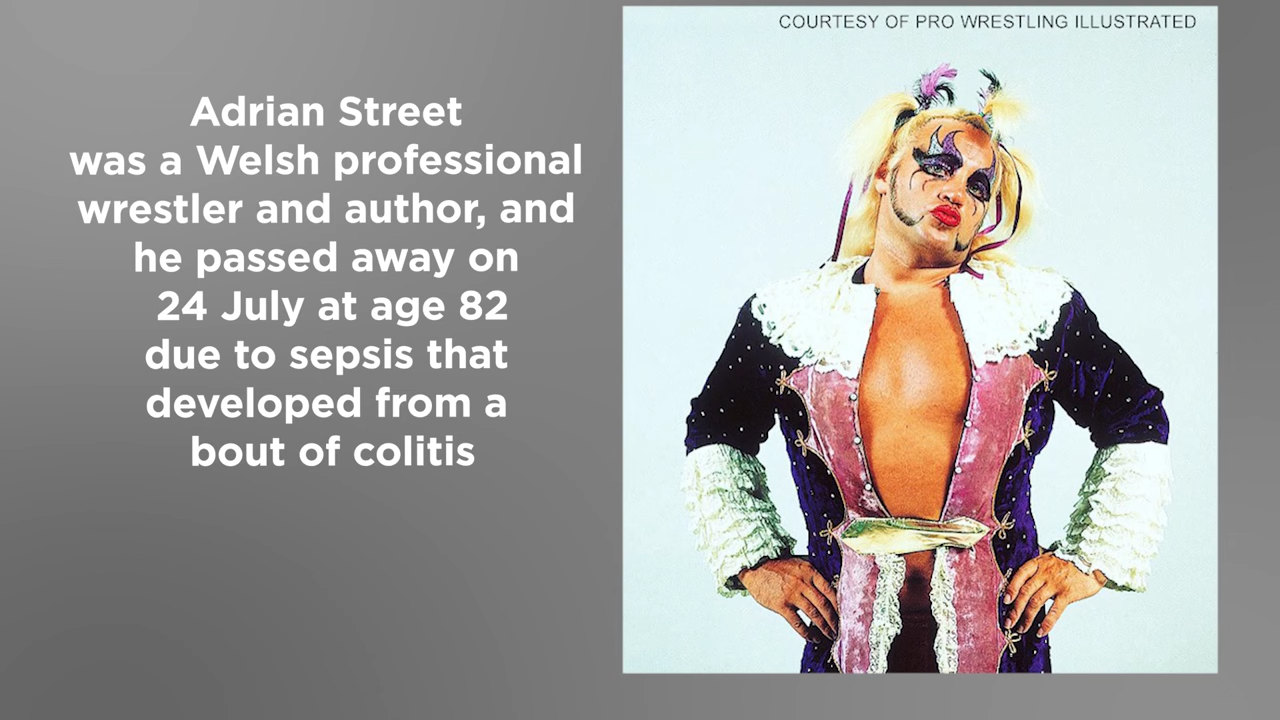 COURTESY OF PRO WRESTLING ILLUSTRATED
Adrian Street
was a Welsh professional
wrestler and author, and
he passed away on
24 July at age 82
due to sepsis that
developed from a
bout of colitis